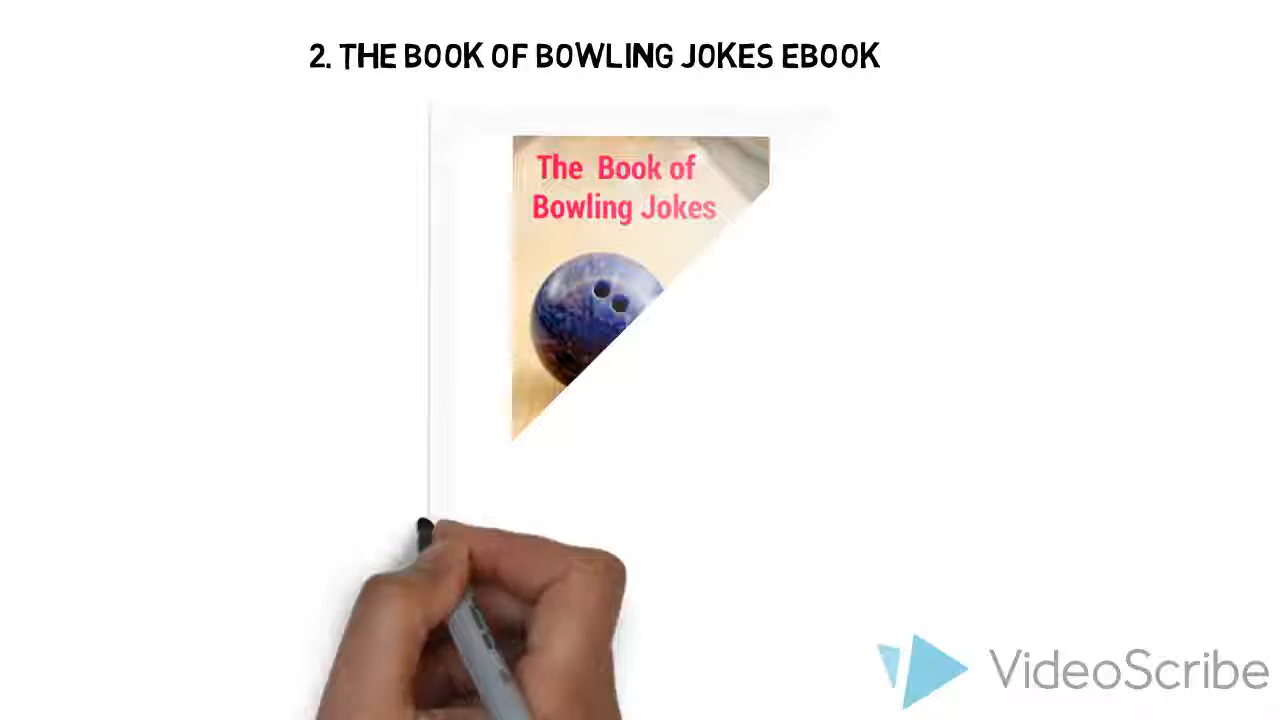 2. THE BOOK OF BOWLING JOKES EBOOK
The Book of
Bowling Jokes
VideoScribe